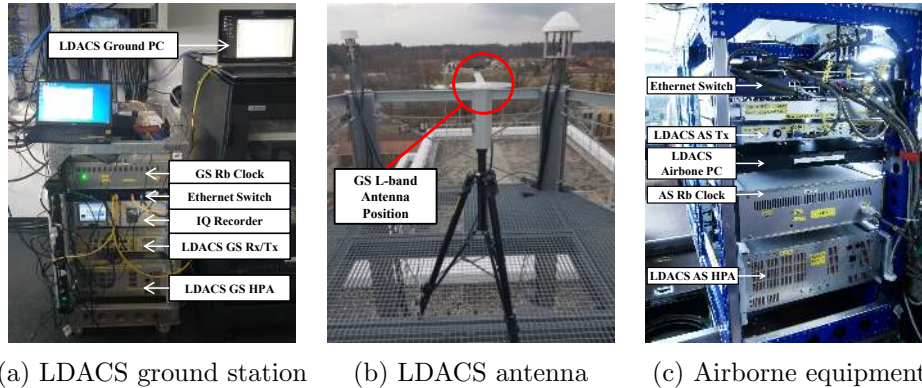 LDACS Ground PC
GS Rb Clock
Ethernet Switch
IQ Recorder
LDACS GS Rx/Tx
LDACS GS HPA
GS L-band
Antenna
Position
Ethernet Switch
LDACS AS Tx
LDACS
Airbone PC
AS Rb Clock
LDACS AS HPA
(a) LDACS ground station
(b) LDACS antenna
(c) Airborne equipment